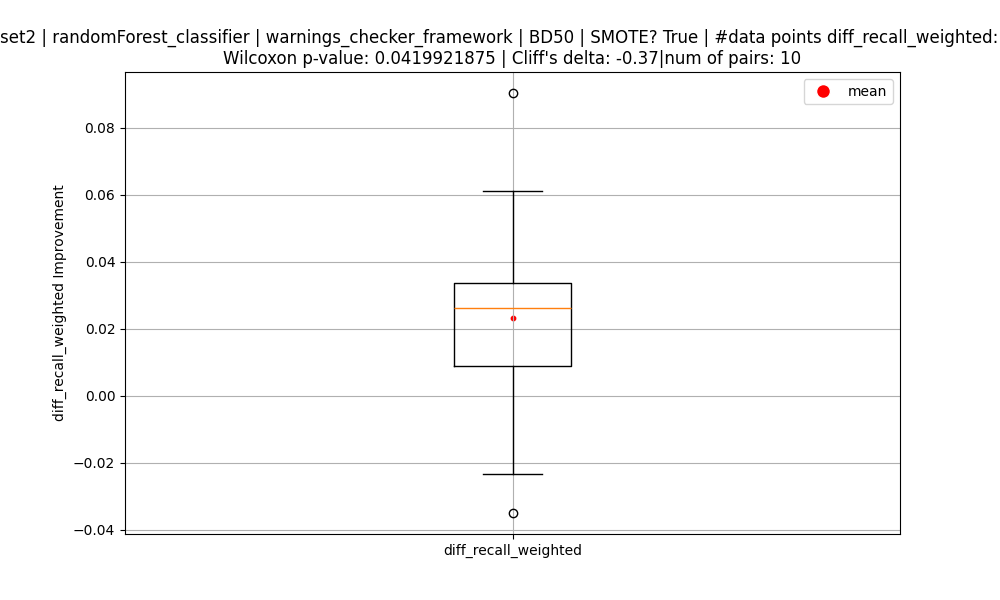 set2 | randomForest_classifier | warnings_checker_framework | BD50 | SMOTE? True | #data points diff_recall_weighted:
Wilcoxon p-value: 0.0419921875 | Cliff's delta: -0.37|num of pairs: 10
mean
0.08
0.06
0.04
0.02
0.00
−0.02
−0.04
diff_recall_weighted Improvement
diff_recall_weighted